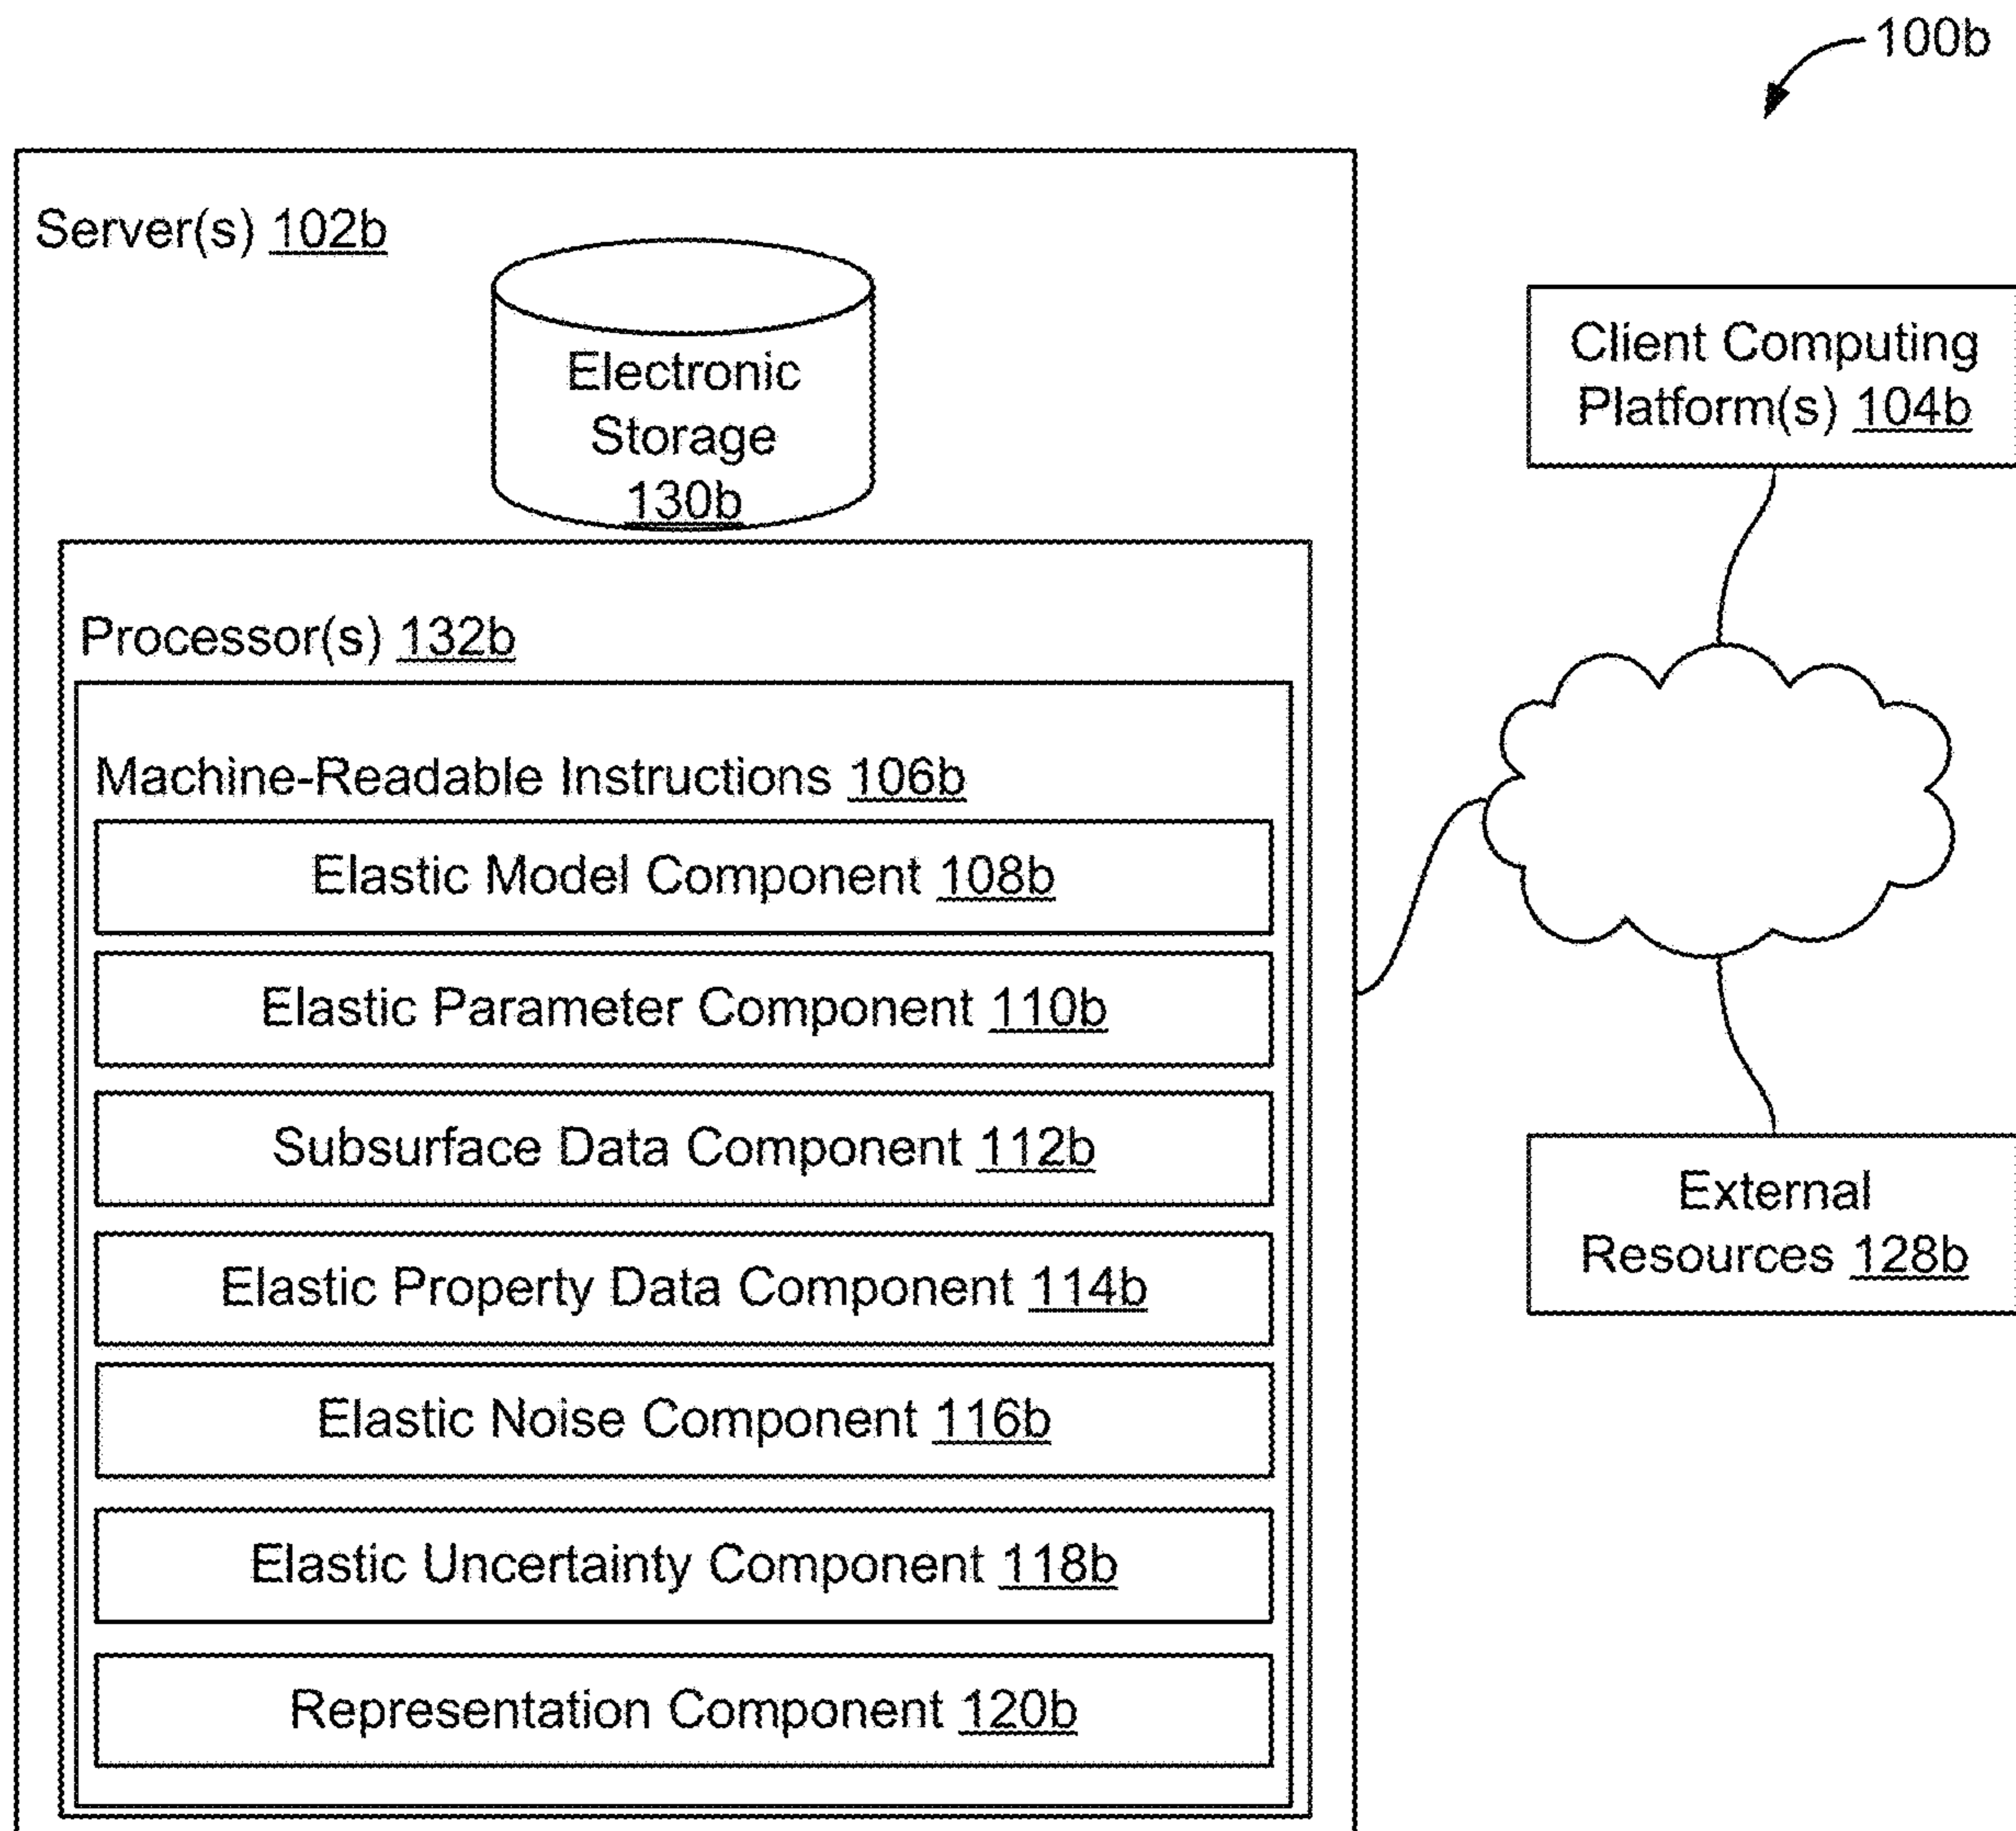 100b
Server(s) 102b
Electronic
Storage
130b
Processor(s) 132b
Machine-Readable Instructions 106b
Elastic Model Component 108b
Elastic Parameter Component 110b
Subsurface Data Component 112b
Elastic Property Data Component 114b
Elastic Noise Component 116b
Elastic Uncertainty Component 118b
Representation Component 120b
Client Computing
Platform(s) 104b
External
Resources 128b